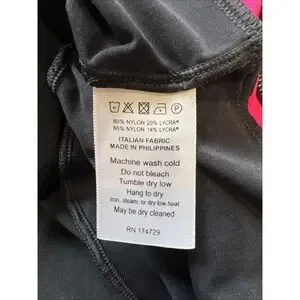 80% NYLON 20% LYCRA®
86% NYLON 14% LYCRA®
ITALIAN FABRIC
MADE IN PHILIPPINES
Machine wash cold
Do not bleach
Tumble dry low
Hang to dry
iron, steam, or dry low heat
May be dry cleaned
RN 174729